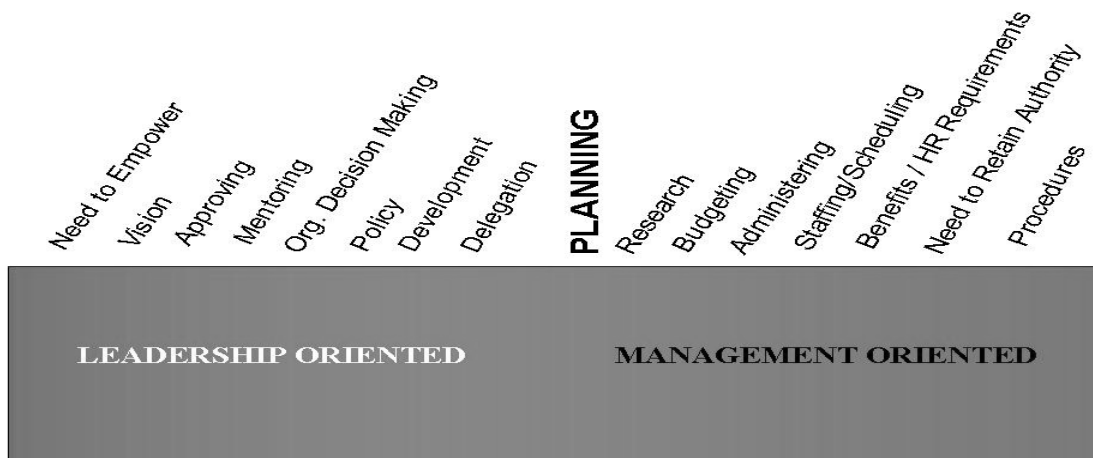 Need to Empower
Vision
Approving
Mentoring
Org. Decision Making
Policy
Development
Delegation
PLANNING
Research
Budgeting
Administering
Staffing/Scheduling
Benefits / HR Requirements
Need to Retain Authority
Procedures
LEADERSHIP ORIENTED
MANAGEMENT ORIENTED